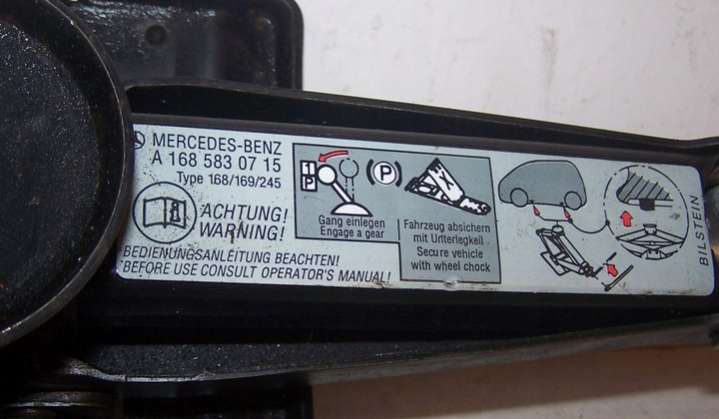 MERCEDES-BENZ
A 168 583 07 15
Type 168/169/245
ACHTUNG!
WARNING!
BEDIENUNGSANLEITUNG BEACHTEN!
BEFORE USE CONSULT OPERATOR'S MANUAL!
1
P
Gang einlegen
Engage a gear
P
Fahrzeug absichern
mit Unterlegkeil
Secure vehicle
with wheel chock
BILSTEIN